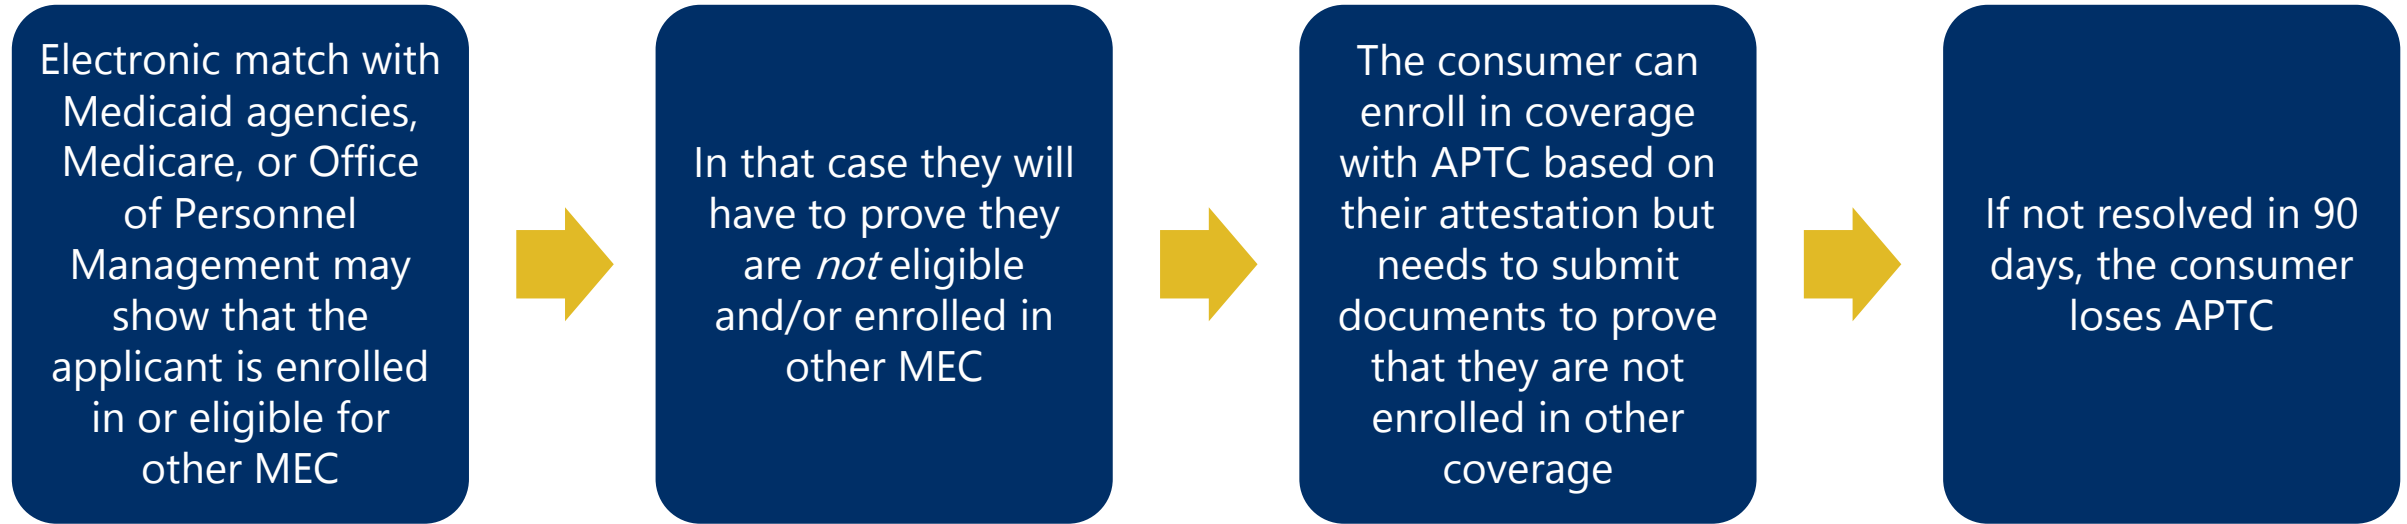 Electronic match with
Medicaid agencies,
Medicare, or Office
of Personnel
Management may
show that the
applicant is enrolled
in or eligible for
other MEC
In that case they will
have to prove they
are not eligible
and/or enrolled in
other MEC
The consumer can
enroll in coverage
with APTC based on
their attestation but
needs to submit
documents to prove
that they are not
enrolled in other
coverage
If not resolved in 90
days, the consumer
loses APTC